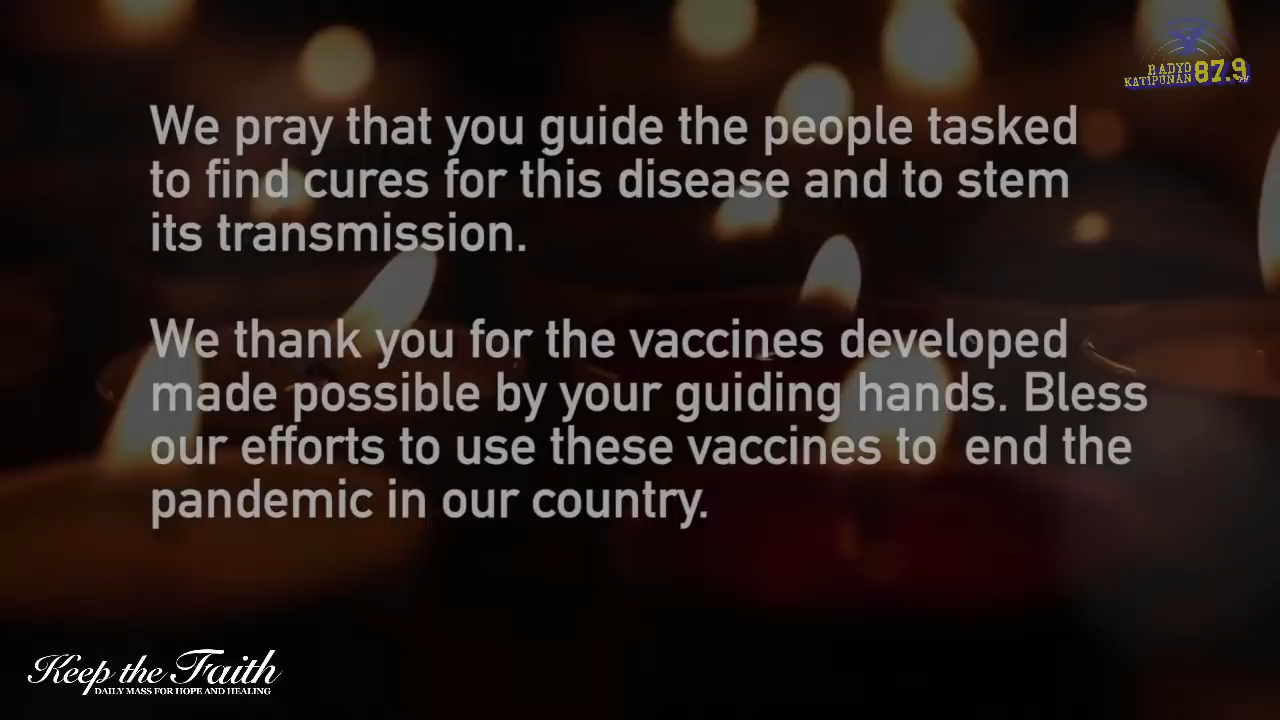 RADYO
KATIPUNAN 87.9
We pray that you guide the people tasked
to find cures for this disease and to stem
its transmission.
We thank you for the vaccines developed
made possible by your guiding hands. Bless
our efforts to use these vaccines to  end the
pandemic in our country.
Keep the Faith
DAILY MASS FOR HOPE AND HEALING